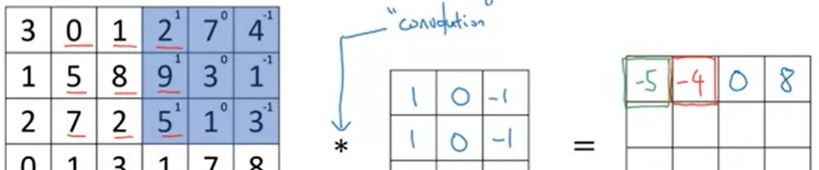 "convolution"
3 0 1 2 1 7 0 4 -1
1 5 8 9 1 3 0 1 -1
2 7 2 5 1 1 0 3 -1
0 1 3 1 7 8
*
1 0 -1
1 0 -1
=
-5 -4 0 8